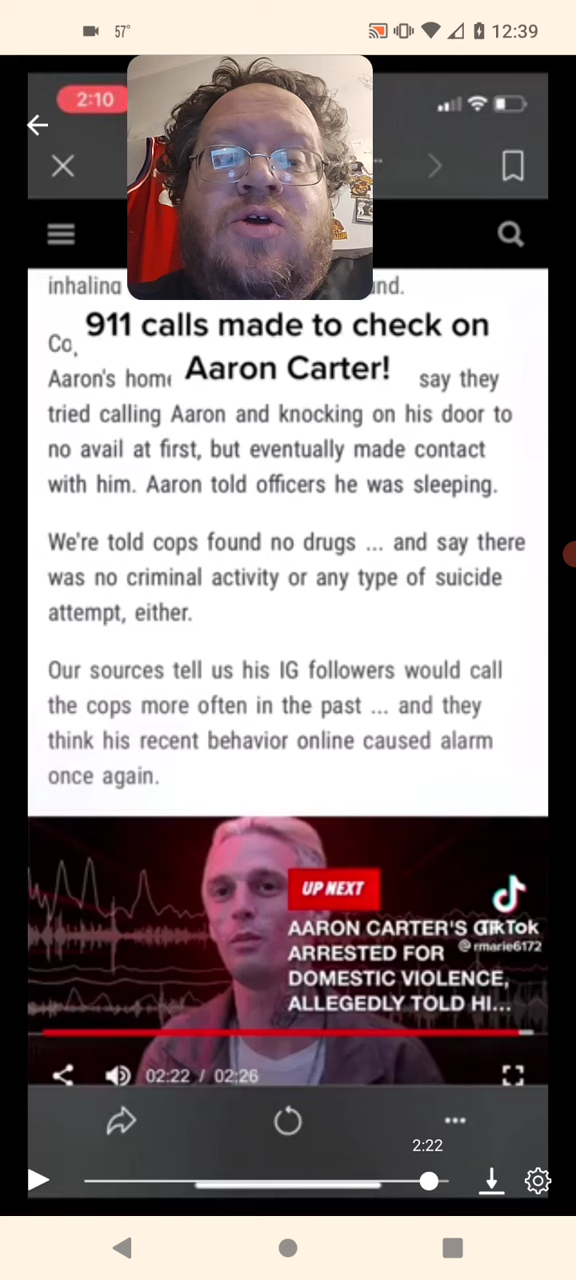 57°
12:39
2:10
inhaling
und.
911 calls made to check on
Aaron Carter!
Co,
Aaron's home say they
tried calling Aaron and knocking on his door to
no avail at first, but eventually made contact
with him. Aaron told officers he was sleeping.
We're told cops found no drugs ... and say there
was no criminal activity or any type of suicide
attempt, either.
Our sources tell us his IG followers would call
the cops more often in the past ... and they
think his recent behavior online caused alarm
once again.
UP NEXT
AARON CARTER'S
TikTok
ARRESTED FOR
@rmarie6172
DOMESTIC VIOLENCE,
ALLEGEDLY TOLD HI...
02:22 / 02:26
2:22